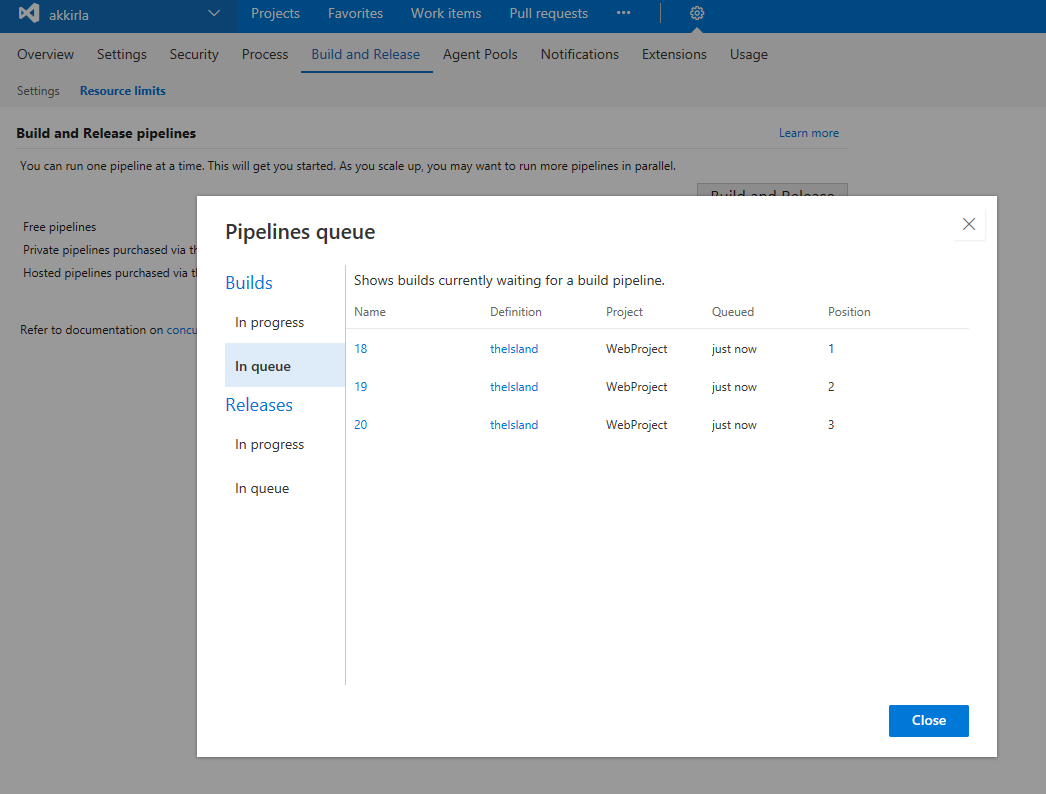 akkirla Projects Favorites Work items Pull requests ···
Overview Settings Security Process Build and Release Agent Pools Notifications Extensions Usage
Settings Resource limits
Build and Release pipelines Learn more
You can run one pipeline at a time. This will get you started. As you scale up, you may want to run more pipelines in parallel.
Build and Release
Free pipelines
Private pipelines purchased via
Hosted pipelines purchased via
Refer to documentation on
Pipelines queue
Builds
In progress
In queue
Releases
In progress
In queue
Shows builds currently waiting for a build pipeline.
Name Definition Project Queued Position
18 theIsland WebProject just now 1
19 theIsland WebProject just now 2
20 theIsland WebProject just now 3
Close